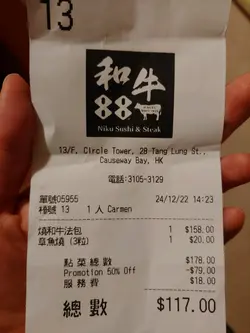 13
和牛
88
Niku Sushi & Steak
13/F, Circle Tower, 28 Tang Lung St.,
Causeway Bay, HK
電話:3105-3129
單號05955 24/12/22 14:23
檯號 13 1 人 Carmen
燒和牛法包 1 $158.00
章魚燒 (3粒) 1 $20.00
點菜總數 $178.00
Promotion 50% Off -$79.00
服務費 $18.00
總數 $117.00